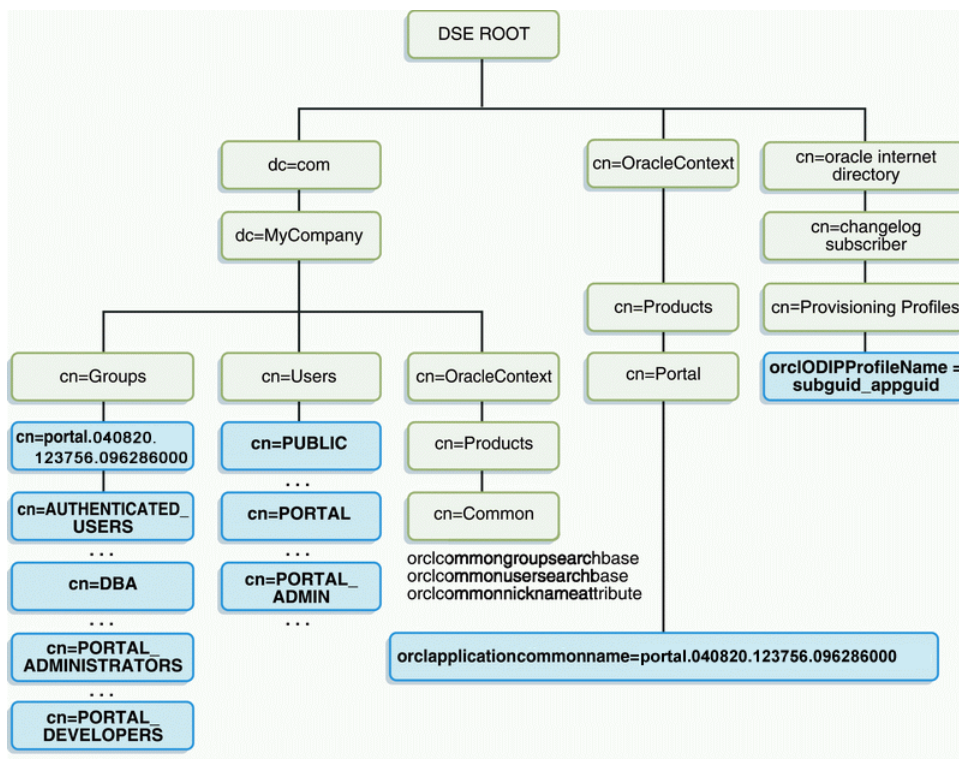 DSE ROOT
dc=com
cn=OracleContext
cn=oracle internet
directory
dc=MyCompany
cn=changelog
subscriber
cn=Products
cn=Provisioning Profiles
cn=Groups
cn=Users
cn=OracleContext
cn=Portal
orclODIPProfileName =
subguid_appguid
cn=portal.040820.
123756.096286000
cn=PUBLIC
cn=Products
...
cn=AUTHENTICATED_
USERS
cn=PORTAL
cn=Common
...
...
orclcommongroupsearchbase
orclcommonusersearchbase
orclcommonnicknameattribute
cn=DBA
cn=PORTAL_
ADMIN
...
...
cn=PORTAL_
ADMINISTRATORS
orclapplicationcommonname=portal.040820.123756.096286000
...
cn=PORTAL_
DEVELOPERS